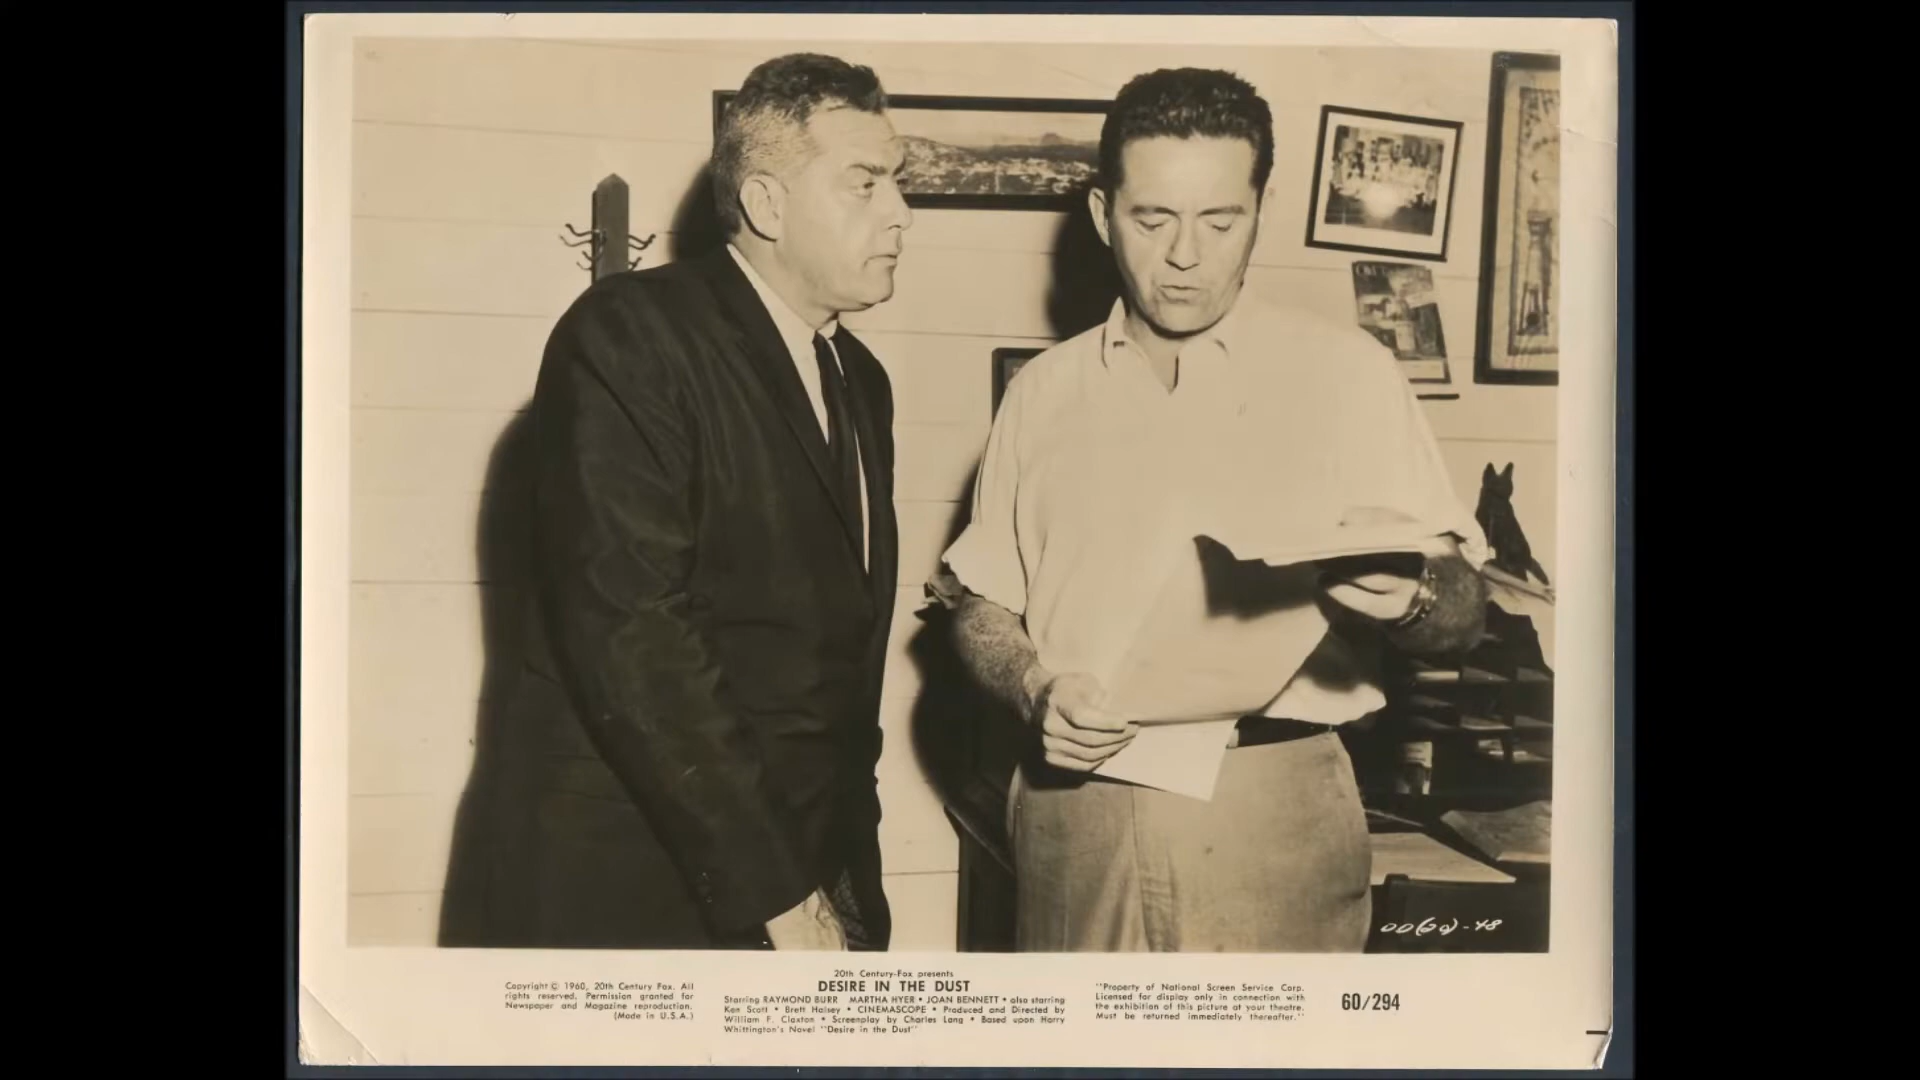 OO(20)-48
20th Century-Fox presents
DESIRE IN THE DUST
Starring RAYMOND BURR MARTHA HYER • JOAN BENNETT • also starring
Ken Scott • Brett Halsey • CINEMASCOPE • Produced and Directed by
William F. Claxton • Screenplay by Charles Lang • Based upon Harry
Whittington's Novel "Desire in the Dust"
Copyright © 1960, 20th Century Fox. All
rights reserved. Permission granted for
Newspaper and Magazine reproduction.
(Made in U.S.A.)
"Property of National Screen Service Corp.
Licensed for display only in connection with
the exhibition of this picture at your theatre.
Must be returned immediately thereafter."
60/294